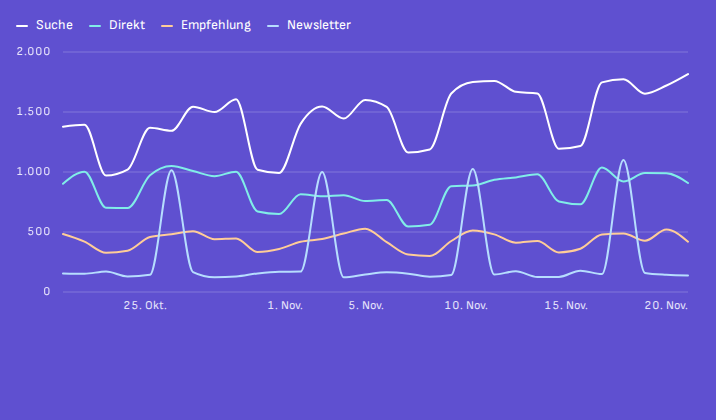 Suche Direkt Empfehlung Newsletter
2.000
1.500
1.000
500
0
25. Okt. 1. Nov. 5. Nov. 10. Nov. 15. Nov. 20. Nov.